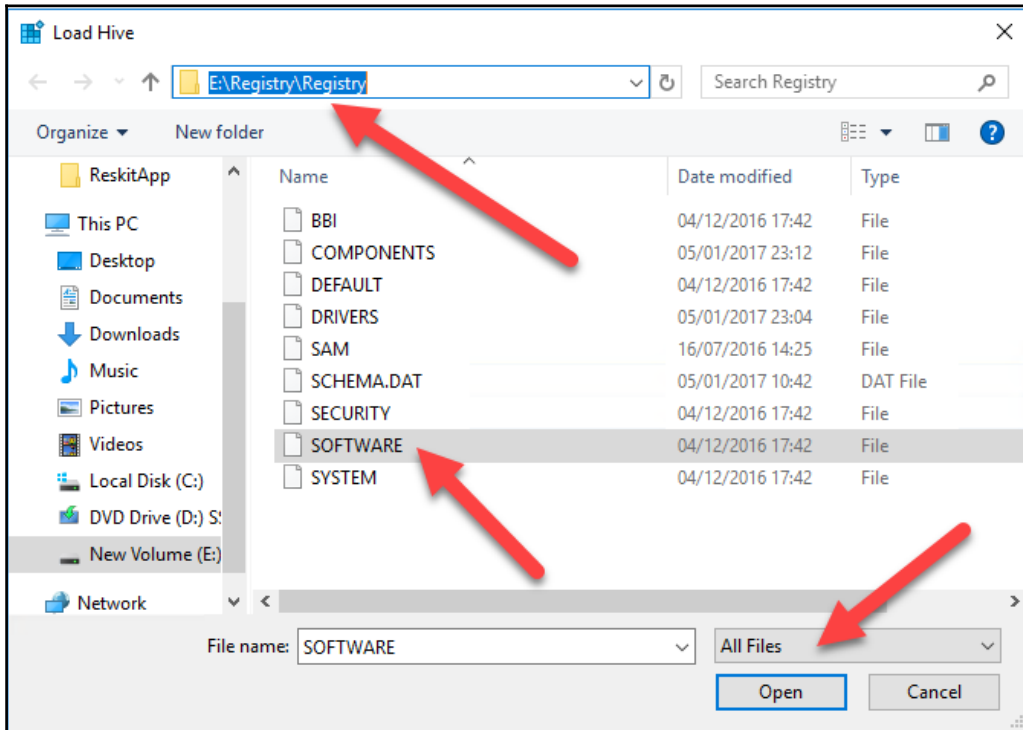 Load Hive
E:\Registry\Registry
Search Registry
Organize
New folder
?
ReskitApp
This PC
Desktop
Documents
Downloads
Music
Pictures
Videos
Local Disk (C:)
DVD Drive (D:) S
New Volume (E:)
Network
Name Date modified Type
BBI 04/12/2016 17:42 File
COMPONENTS 05/01/2017 23:12 File
DEFAULT 04/12/2016 17:42 File
DRIVERS 05/01/2017 23:04 File
SAM 16/07/2016 14:25 File
SCHEMA.DAT 05/01/2017 10:42 DAT File
SECURITY 04/12/2016 17:42 File
SOFTWARE 04/12/2016 17:42 File
SYSTEM 04/12/2016 17:42 File
File name: SOFTWARE
All Files
Open
Cancel